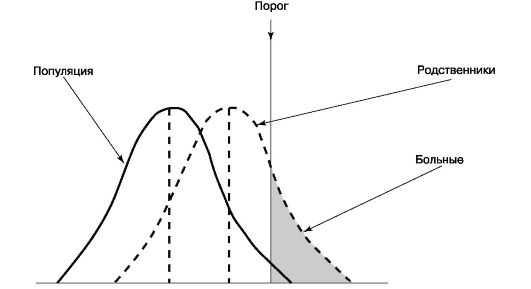 Порог
Популяция
Родственники
Больные